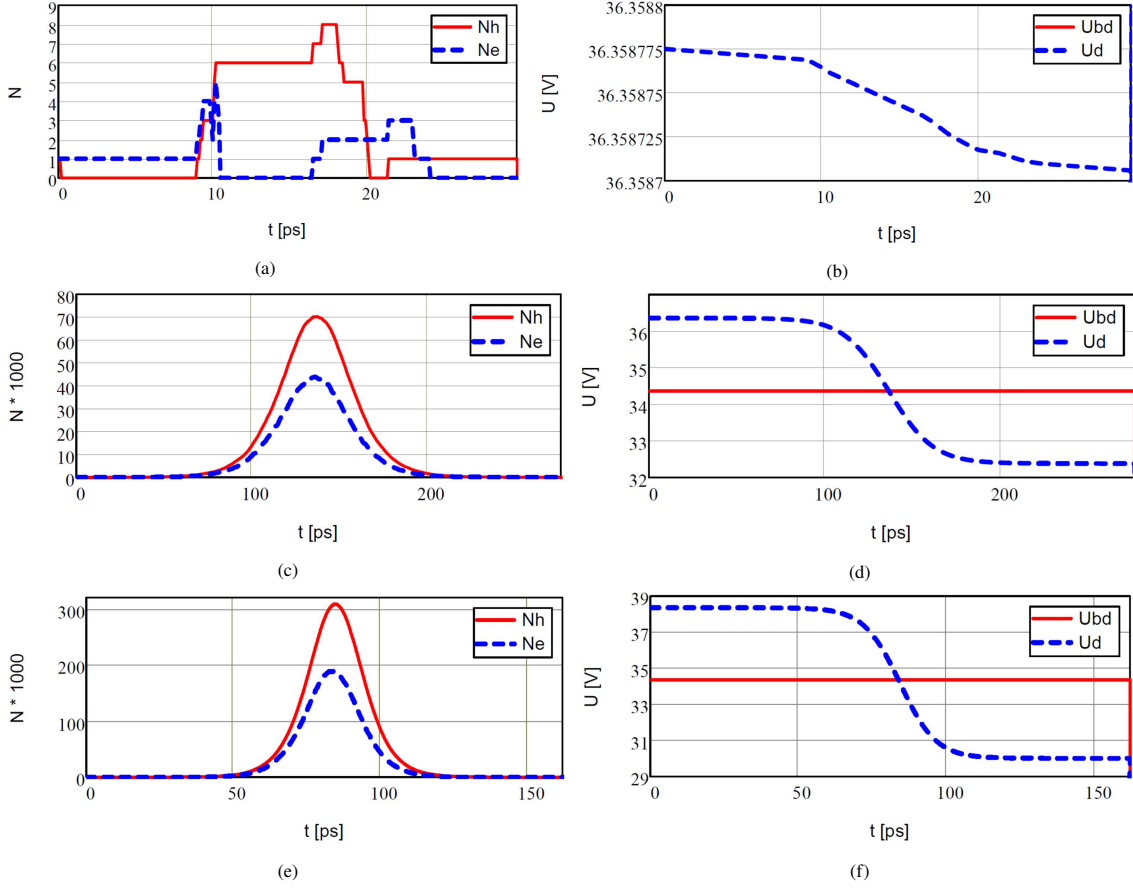 9
8
7
6
5
4
3
2
1
0
N
Nh
Ne
0
10
20
t [ps]
(a)
36.3588
36.358775
36.35875
36.358725
36.3587
U [V]
Ubd
Ud
0
10
20
t [ps]
(b)
80
70
60
50
40
30
20
10
0
N * 1000
Nh
Ne
0
100
200
t [ps]
(c)
36
34
33
32
U [V]
Ubd
Ud
0
100
200
t [ps]
(d)
300
200
100
0
N * 1000
Nh
Ne
0
50
100
t [ps]
(e)
39
37
35
33
31
29
U [V]
Ubd
Ud
0
50
100
150
t [ps]
(f)